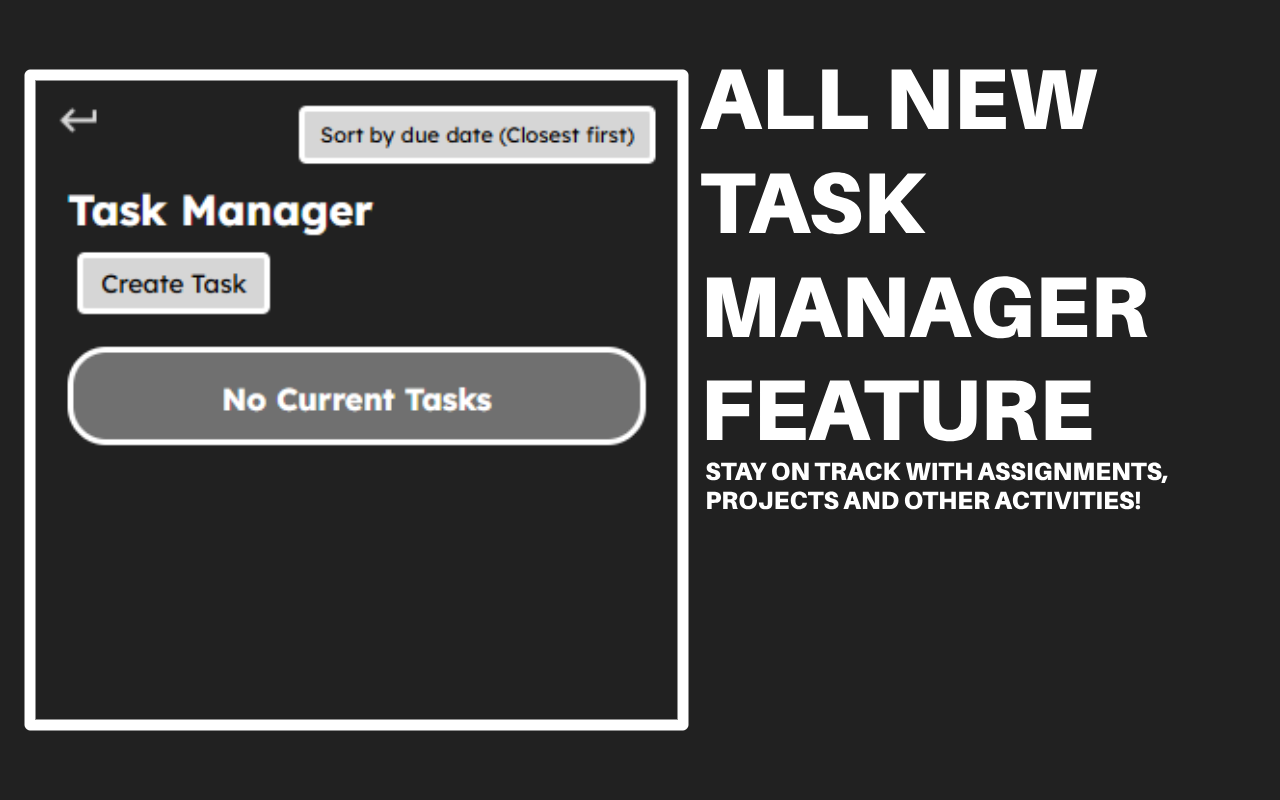 Sort by due date (Closest first)
Task Manager
Create Task
No Current Tasks
ALL NEW
TASK
MANAGER
FEATURE
STAY ON TRACK WITH ASSIGNMENTS,
PROJECTS AND OTHER ACTIVITIES!